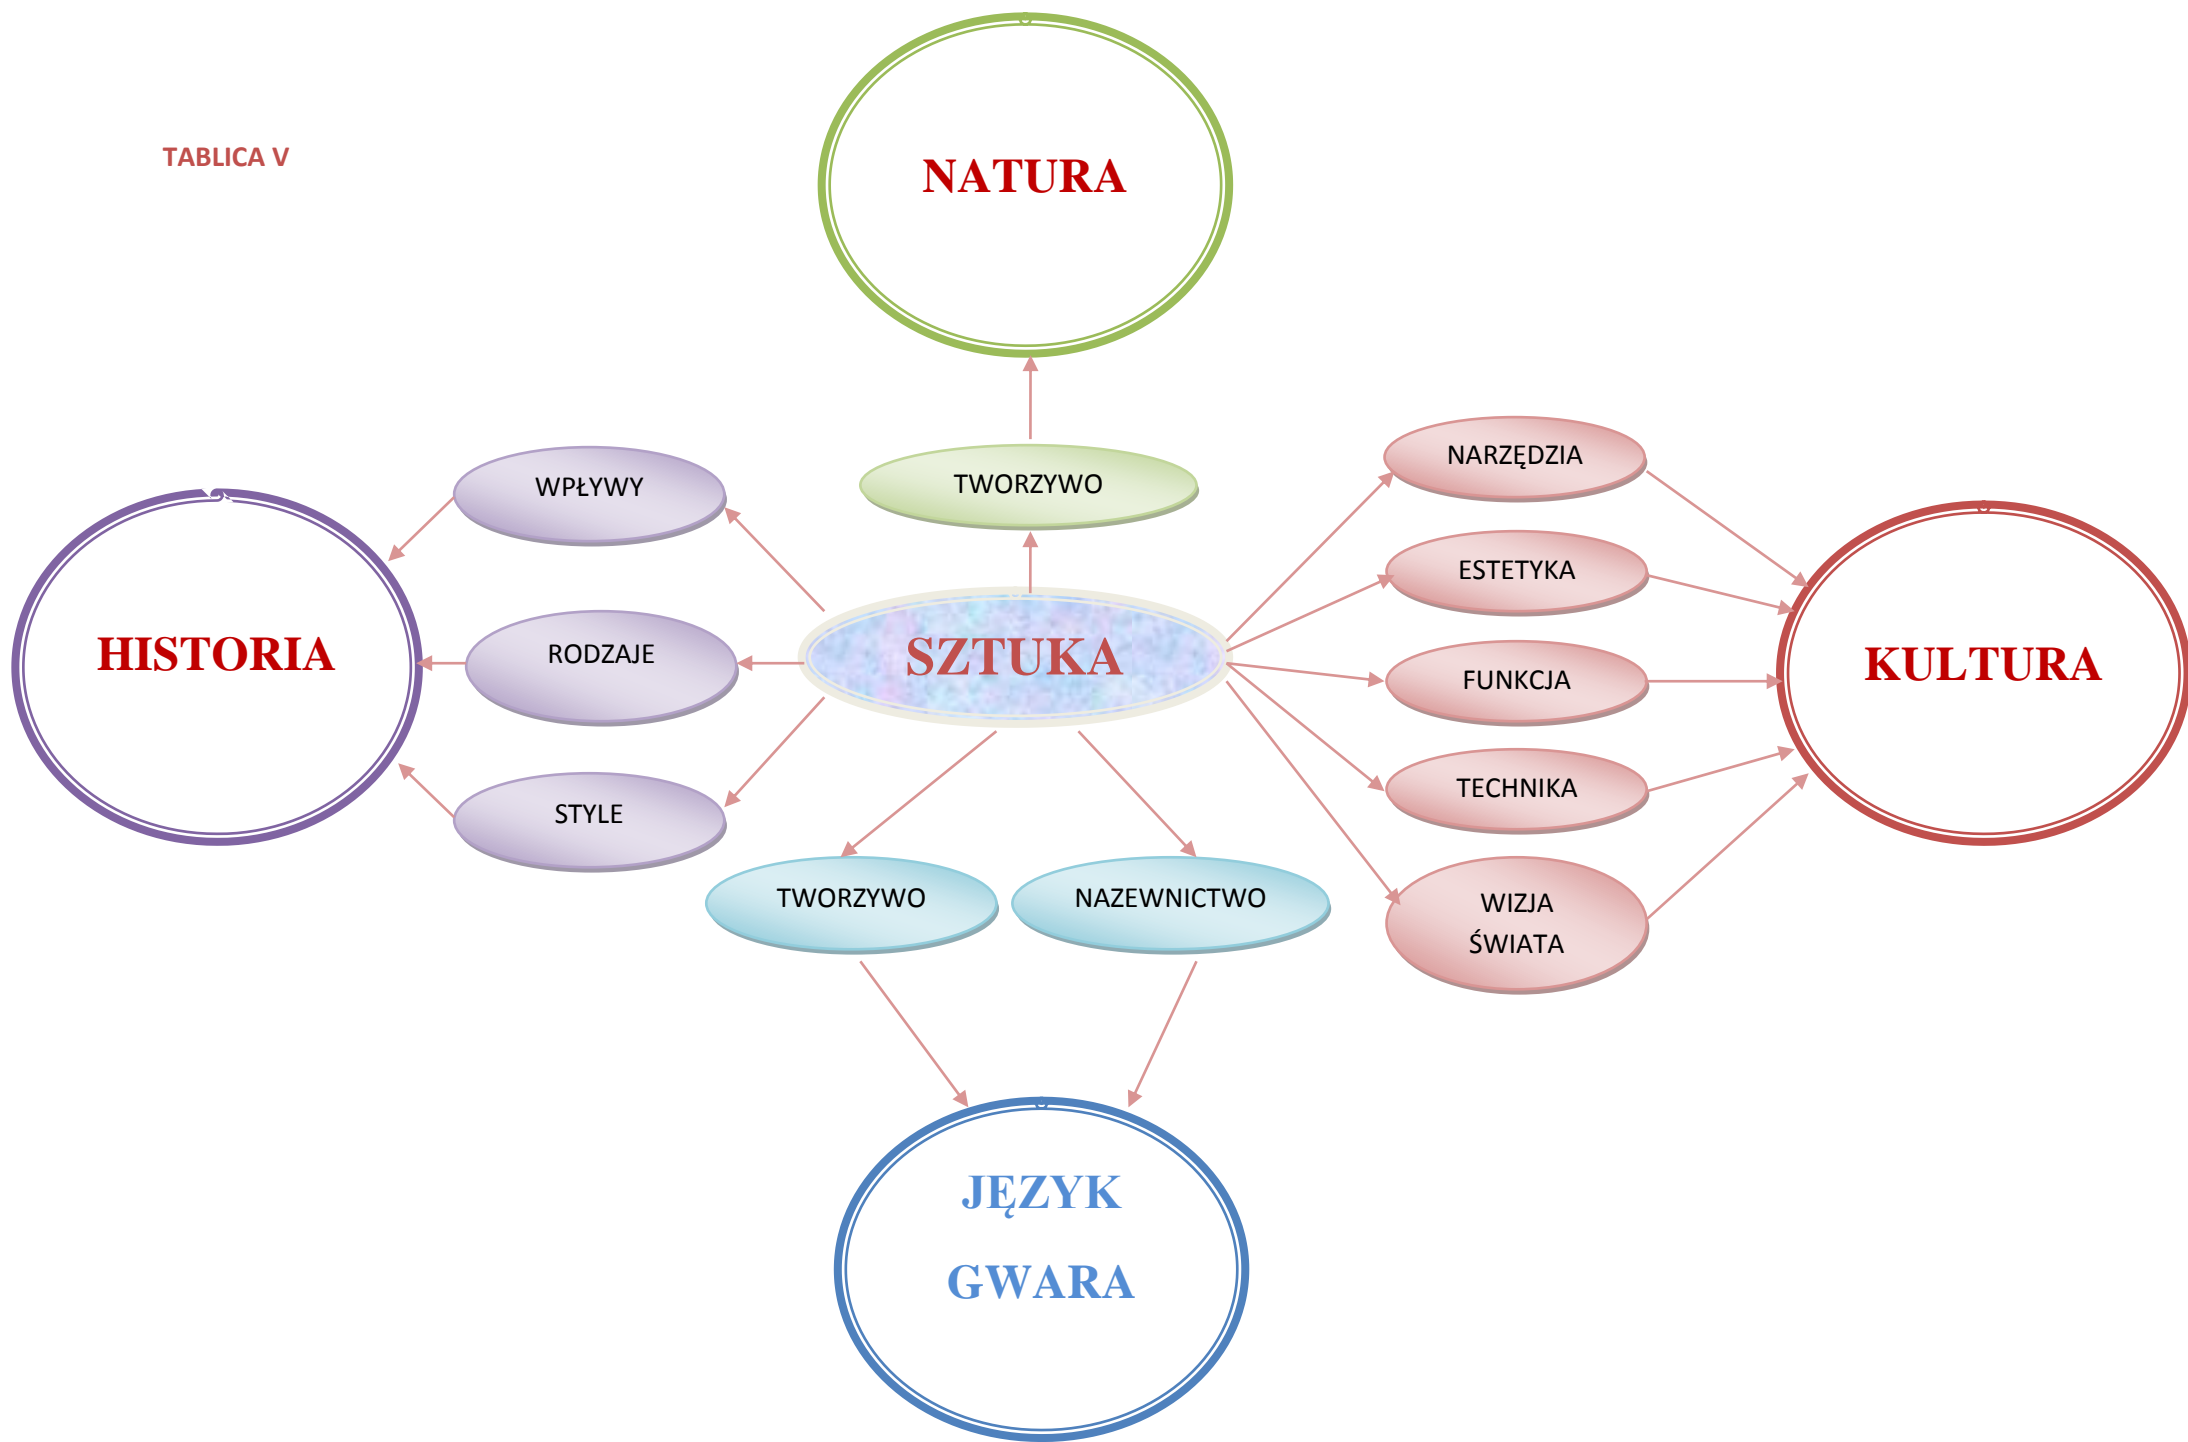 TABLICA V
NATURA
WPŁYWY
TWORZYWO
NARZĘDZIA
ESTETYKA
HISTORIA
RODZAJE
SZTUKA
FUNKCJA
KULTURA
STYLE
TECHNIKA
TWORZYWO
NAZEWNICTWO
WIZJA
ŚWIATA
JĘZYK
GWARA